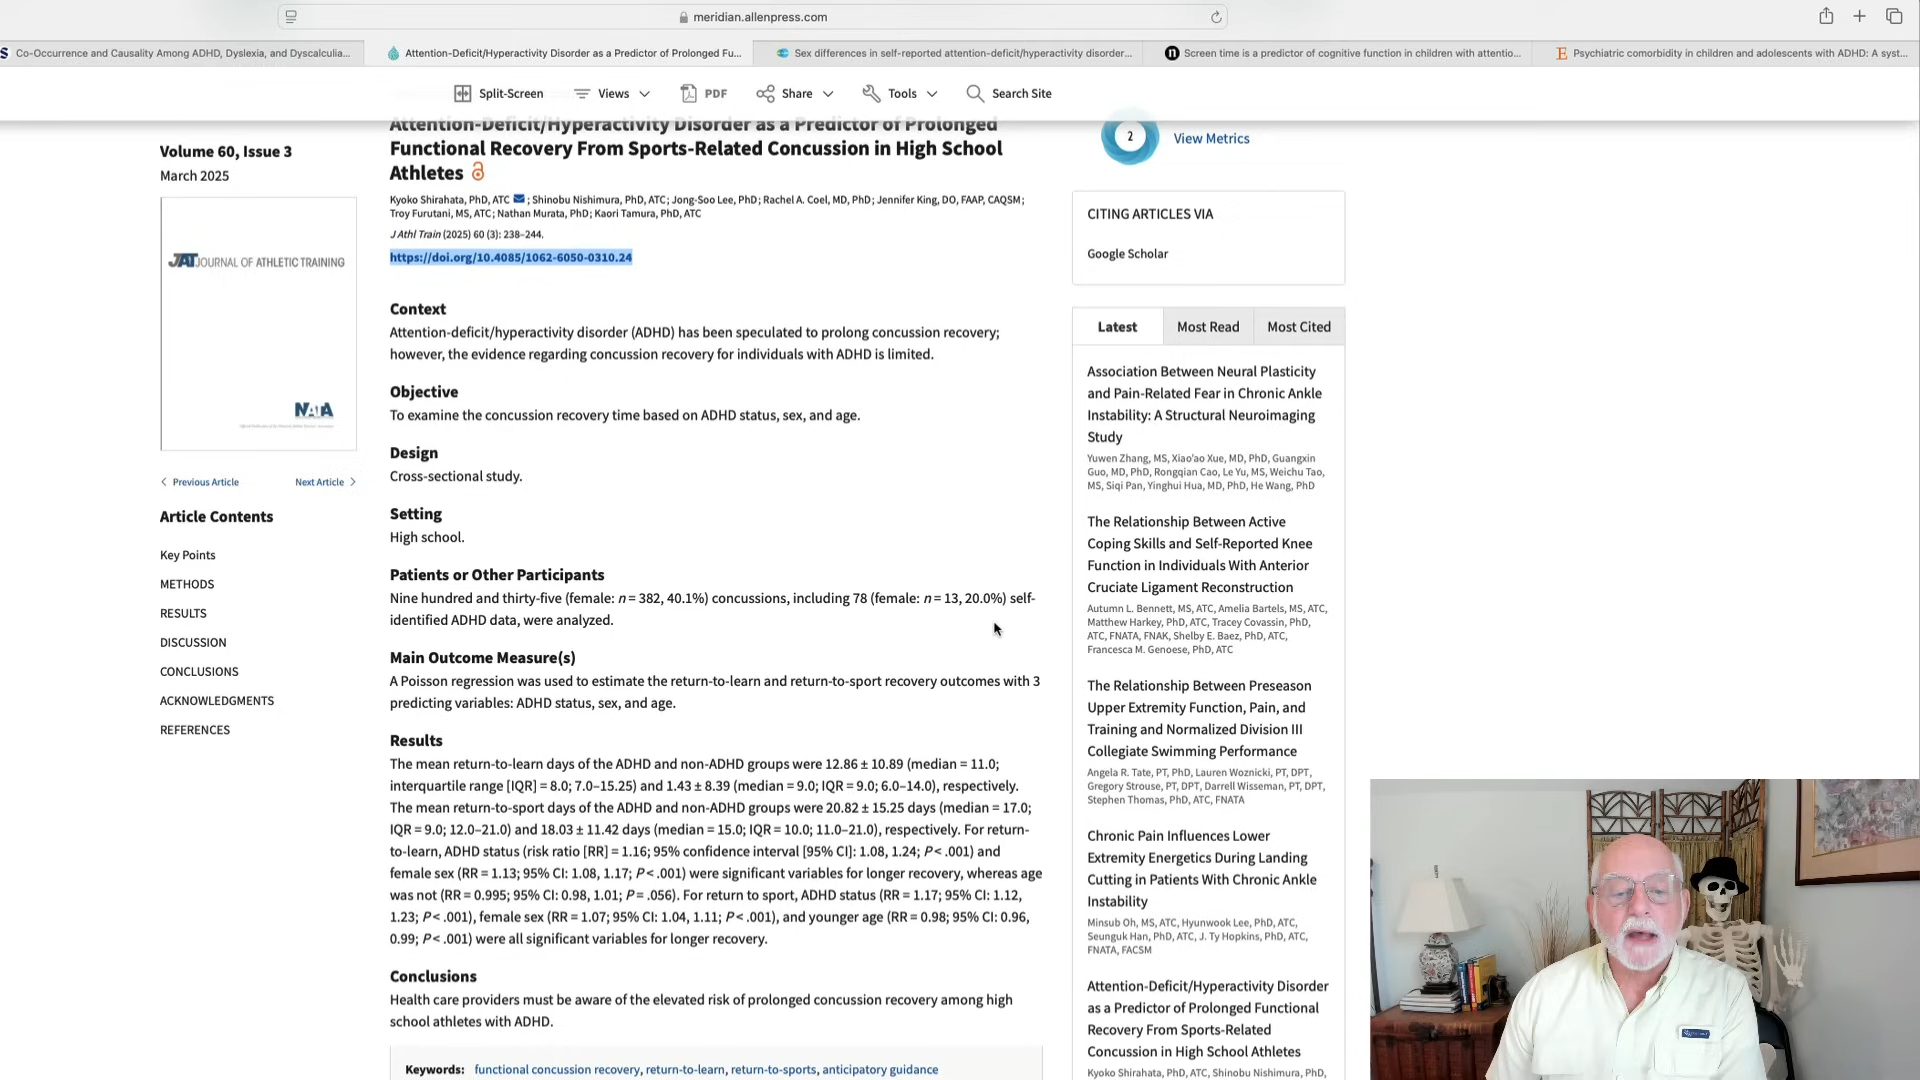 meridian.allenpress.com
Co-Occurrence and Causality Among ADHD, Dyslexia, and Dyscalculia...
Attention-Deficit/Hyperactivity Disorder as a Predictor of Prolonged Fu...
Sex differences in self-reported attention-deficit/hyperactivity disorder...
Screen time is a predictor of cognitive function in children with attentio...
Psychiatric comorbidity in children and adolescents with ADHD: A syst...
Split-Screen
Views
PDF
Share
Tools
Search Site
Volume 60, Issue 3
March 2025
JAT JOURNAL OF ATHLETIC TRAINING
NATA
Previous Article
Next Article
Article Contents
Key Points
METHODS
RESULTS
DISCUSSION
CONCLUSIONS
ACKNOWLEDGMENTS
REFERENCES
Attention-Deficit/Hyperactivity Disorder as a Predictor of Prolonged
Functional Recovery From Sports-Related Concussion in High School
Athletes
Kyoko Shirahata, PhD, ATC ; Shinobu Nishimura, PhD, ATC; Jong-Soo Lee, PhD; Rachel A. Coel, MD, PhD; Jennifer King, DO, FAAP, CAQSM;
Troy Furutani, MS, ATC; Nathan Murata, PhD; Kaori Tamura, PhD, ATC
J Athl Train (2025) 60 (3): 238–244.
https://doi.org/10.4085/1062-6050-0310.24
Context
Attention-deficit/hyperactivity disorder (ADHD) has been speculated to prolong concussion recovery;
however, the evidence regarding concussion recovery for individuals with ADHD is limited.
Objective
To examine the concussion recovery time based on ADHD status, sex, and age.
Design
Cross-sectional study.
Setting
High school.
Patients or Other Participants
Nine hundred and thirty-five (female: n = 382, 40.1%) concussions, including 78 (female: n = 13, 20.0%) self-
identified ADHD data, were analyzed.
Main Outcome Measure(s)
A Poisson regression was used to estimate the return-to-learn and return-to-sport recovery outcomes with 3
predicting variables: ADHD status, sex, and age.
Results
The mean return-to-learn days of the ADHD and non-ADHD groups were 12.86 ± 10.89 (median = 11.0;
interquartile range [IQR] = 8.0; 7.0–15.25) and 1.43 ± 8.39 (median = 9.0; IQR = 9.0; 6.0–14.0), respectively.
The mean return-to-sport days of the ADHD and non-ADHD groups were 20.82 ± 15.25 days (median = 17.0;
IQR = 9.0; 12.0–21.0) and 18.03 ± 11.42 days (median = 15.0; IQR = 10.0; 11.0–21.0), respectively. For return-
to-learn, ADHD status (risk ratio [RR] = 1.16; 95% confidence interval [95% CI]: 1.08, 1.24; P < .001) and
female sex (RR = 1.13; 95% CI: 1.08, 1.17; P < .001) were significant variables for longer recovery, whereas age
was not (RR = 0.995; 95% CI: 0.98, 1.01; P = .056). For return to sport, ADHD status (RR = 1.17; 95% CI: 1.12,
1.23; P < .001), female sex (RR = 1.07; 95% CI: 1.04, 1.11; P < .001), and younger age (RR = 0.98; 95% CI: 0.96,
0.99; P < .001) were all significant variables for longer recovery.
Conclusions
Health care providers must be aware of the elevated risk of prolonged concussion recovery among high
school athletes with ADHD.
Keywords: functional concussion recovery, return-to-learn, return-to-sports, anticipatory guidance
2
View Metrics
CITING ARTICLES VIA
Google Scholar
Latest
Most Read
Most Cited
Association Between Neural Plasticity
and Pain-Related Fear in Chronic Ankle
Instability: A Structural Neuroimaging
Study
Yuwen Zhang, MS, Xiao'ao Xue, MD, PhD, Guangxin
Guo, MD, PhD, Rongqian Cao, Le Yu, MS, Weichu Tao,
MS, Siqi Pan, Yinghui Hua, MD, PhD, He Wang, PhD
The Relationship Between Active
Coping Skills and Self-Reported Knee
Function in Individuals With Anterior
Cruciate Ligament Reconstruction
Autumn L. Bennett, MS, ATC, Amelia Bartels, MS, ATC,
Matthew Harkey, PhD, ATC, Tracey Covassin, PhD,
ATC, FNATA, FNAK, Shelby E. Baez, PhD, ATC,
Francesca M. Genoese, PhD, ATC
The Relationship Between Preseason
Upper Extremity Function, Pain, and
Training and Normalized Division III
Collegiate Swimming Performance
Angela R. Tate, PT, PhD, Lauren Woznicki, PT, DPT,
Gregory Strouse, PT, DPT, Darrell Wisseman, PT, DPT,
Stephen Thomas, PhD, ATC, FNATA
Chronic Pain Influences Lower
Extremity Energetics During Landing
Cutting in Patients With Chronic Ankle
Instability
Minsub Oh, MS, ATC, Hyunwook Lee, PhD, ATC,
Seunguk Han, PhD, ATC, J. Ty Hopkins, PhD, ATC,
FNATA, FACSM
Attention-Deficit/Hyperactivity Disorder
as a Predictor of Prolonged Functional
Recovery From Sports-Related
Concussion in High School Athletes
Kyoko Shirahata, PhD, ATC, Shinobu Nishimura, PhD,